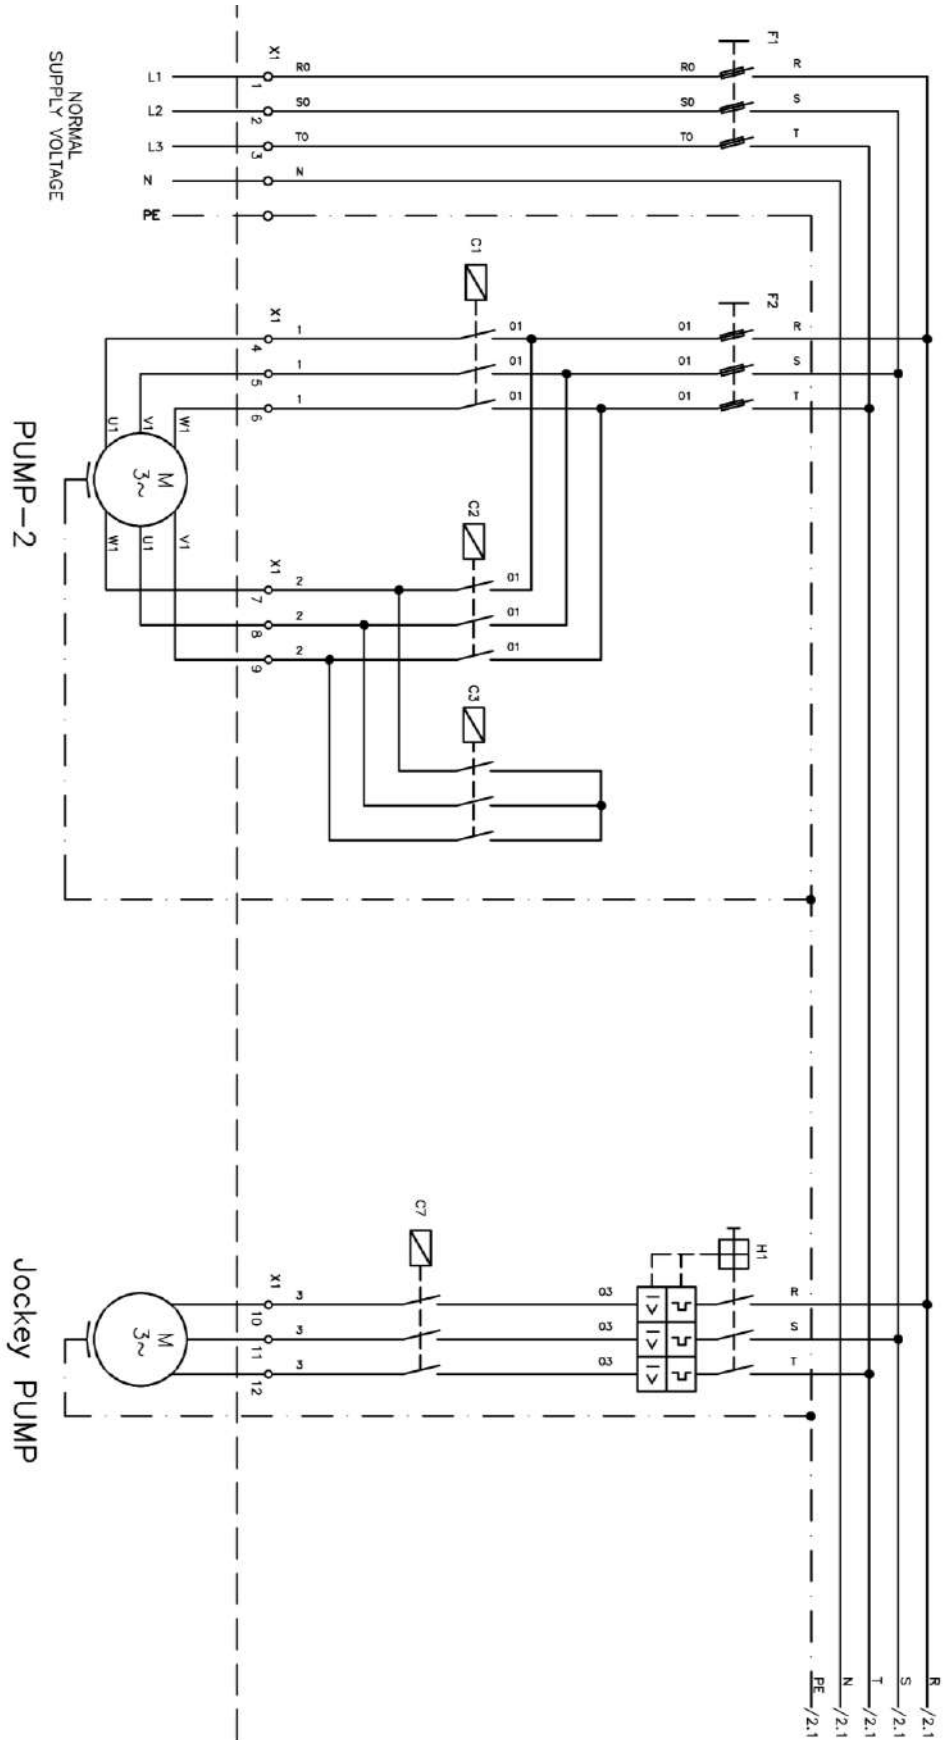 F1
X1
L1
1
R0
R0
R
L2
2
S0
S0
S
L3
3
T0
T0
T
N
N
PE
NORMAL
SUPPLY VOLTAGE
C1
F2
X1
4
1
01
01
R
5
1
01
01
S
6
1
01
01
T
U1
V1
W1
M
3~
W1
U1
V1
PUMP-2
C2
X1
7
2
01
8
2
01
9
2
01
C3
C7
H1
X1
10
3
03
R
11
3
03
S
12
3
03
T
I>
I>
I>
M
3~
Jockey PUMP
PE /2.1
N /2.1
T /2.1
S /2.1
R /2.1